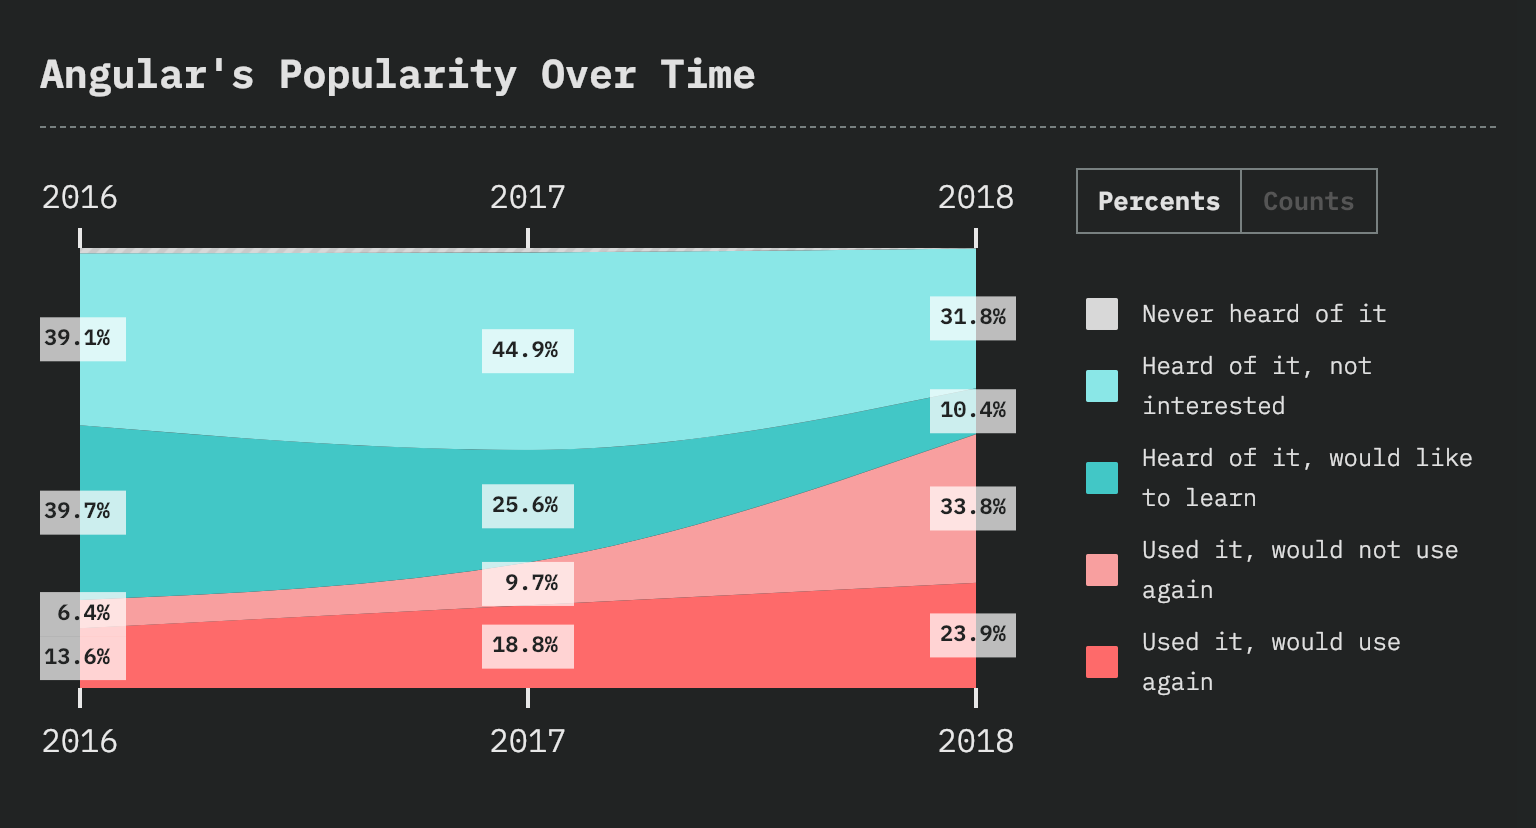 Angular's Popularity Over Time
2016 2017 2018
Percents Counts
39.1% 44.9% 31.8%
39.7% 25.6% 10.4%
6.4% 9.7% 33.8%
13.6% 18.8% 23.9%
2016 2017 2018
Never heard of it
Heard of it, not
interested
Heard of it, would like
to learn
Used it, would not use
again
Used it, would use
again